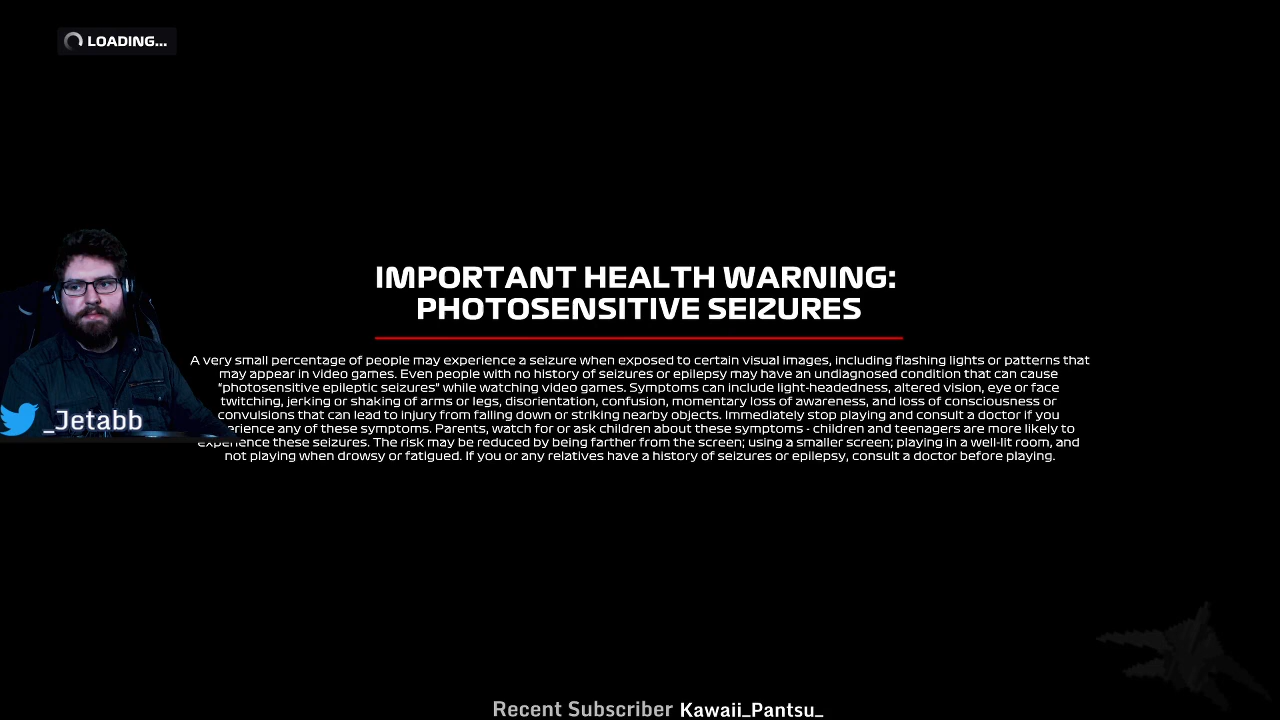 LOADING...
IMPORTANT HEALTH WARNING:
PHOTOSENSITIVE SEIZURES
A very small percentage of people may experience a seizure when exposed to certain visual images, including flashing lights or patterns that
may appear in video games. Even people with no history of seizures or epilepsy may have an undiagnosed condition that can cause
"photosensitive epileptic seizures" while watching video games. Symptoms can include light-headedness, altered vision, eye or face
twitching, jerking or shaking of arms or legs, disorientation, confusion, momentary loss of awareness, and loss of consciousness or
convulsions that can lead to injury from falling down or striking nearby objects. Immediately stop playing and consult a doctor if you
erience any of these symptoms. Parents, watch for or ask children about these symptoms - children and teenagers are more likely to
experience these seizures. The risk may be reduced by being farther from the screen; using a smaller screen; playing in a well-lit room, and
not playing when drowsy or fatigued. If you or any relatives have a history of seizures or epilepsy, consult a doctor before playing.
_Jetabb
Recent Subscriber Kawaii_Pantsu_